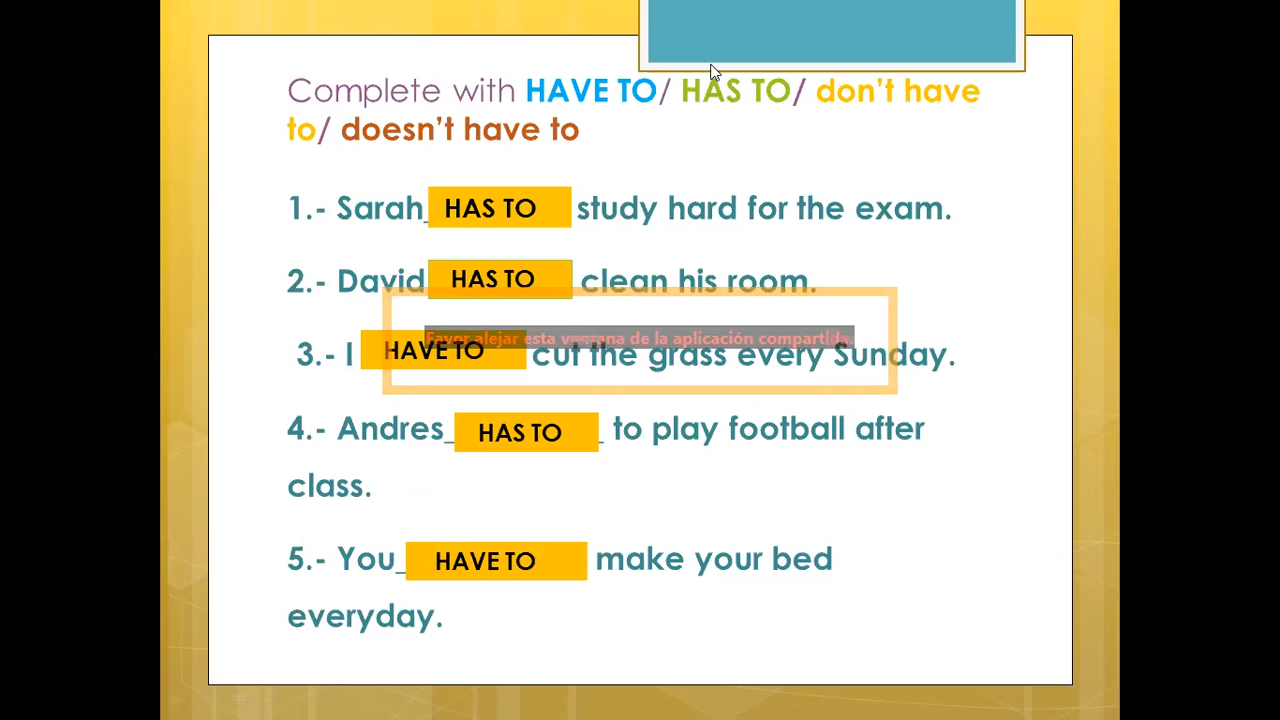 Complete with HAVE TO/ HAS TO/ don't have
to/ doesn't have to
1.- Sarah_ HAS TO study hard for the exam.
2.- David HAS TO clean his room.
Favor alejar esta ventana de la aplicación compartida.
3.- I HAVE TO cut the grass every Sunday.
4.- Andres_ HAS TO _ to play football after
class.
5.- You_ HAVE TO make your bed
everyday.